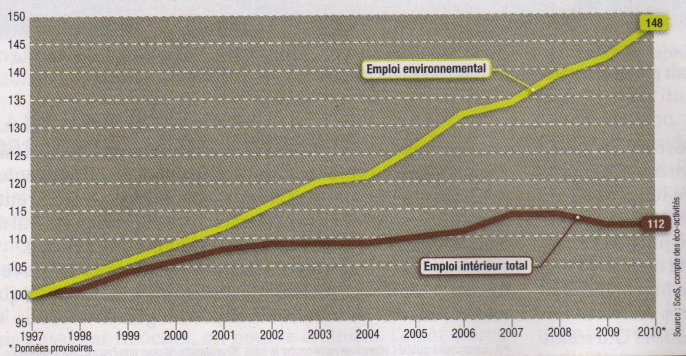 150
145
140
135
130
125
120
115
110
105
100
95
148
Emploi environnemental
112
Emploi intérieur total
1997 1998 1999 2000 2001 2002 2003 2004 2005 2006 2007 2008 2009 2010*
* Données provisoires.
Source : SoeS, compte des éco-activités